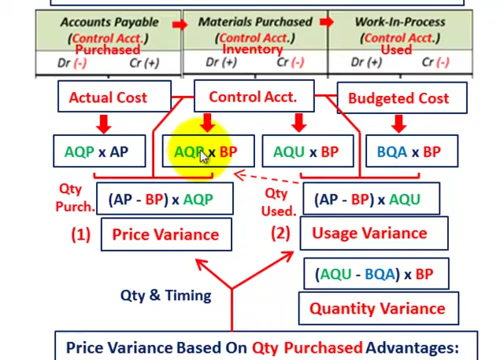 Accounts Payable
Materials Purchased
Work-In-Process
(Control Acct.)
(Control Acct.)
(Control Acct.)
Purchased
Inventory
Used
Dr (-)
Cr (+)
Dr (+)
Cr (-)
Dr (+)
Cr (-)
Actual Cost
Control Acct.
Budgeted Cost
AQP x AP
AQP x BP
AQU x BP
BQA x BP
Qty
Purch.
(AP - BP) x AQP
Qty
Used.
(AP - BP) x AQU
(1)
Price Variance
(2)
Usage Variance
Qty & Timing
(AQU - BQA) x BP
Quantity Variance
Price Variance Based On Qty Purchased Advantages: